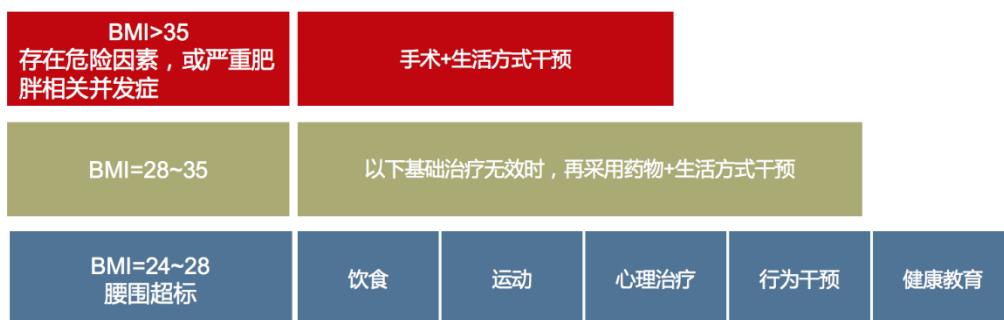 BMI>35
存在危险因素，或严重肥
胖相关并发症
手术+生活方式干预
BMI=28~35
以下基础治疗无效时，再采用药物+生活方式干预
BMI=24~28
腰围超标
饮食
运动
心理治疗
行为干预
健康教育